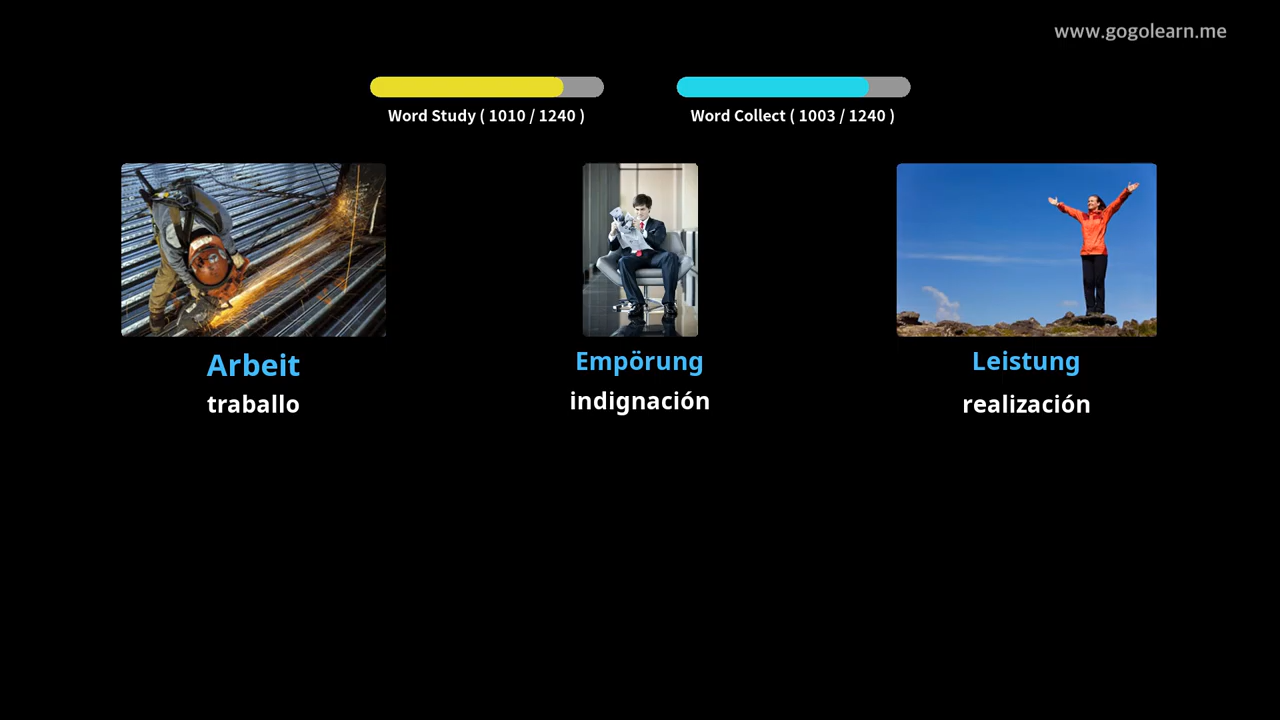 www.gogolearn.me
Word Study ( 1010 / 1240 )
Word Collect ( 1003 / 1240 )
Arbeit
traballo
Empörung
indignación
Leistung
realización